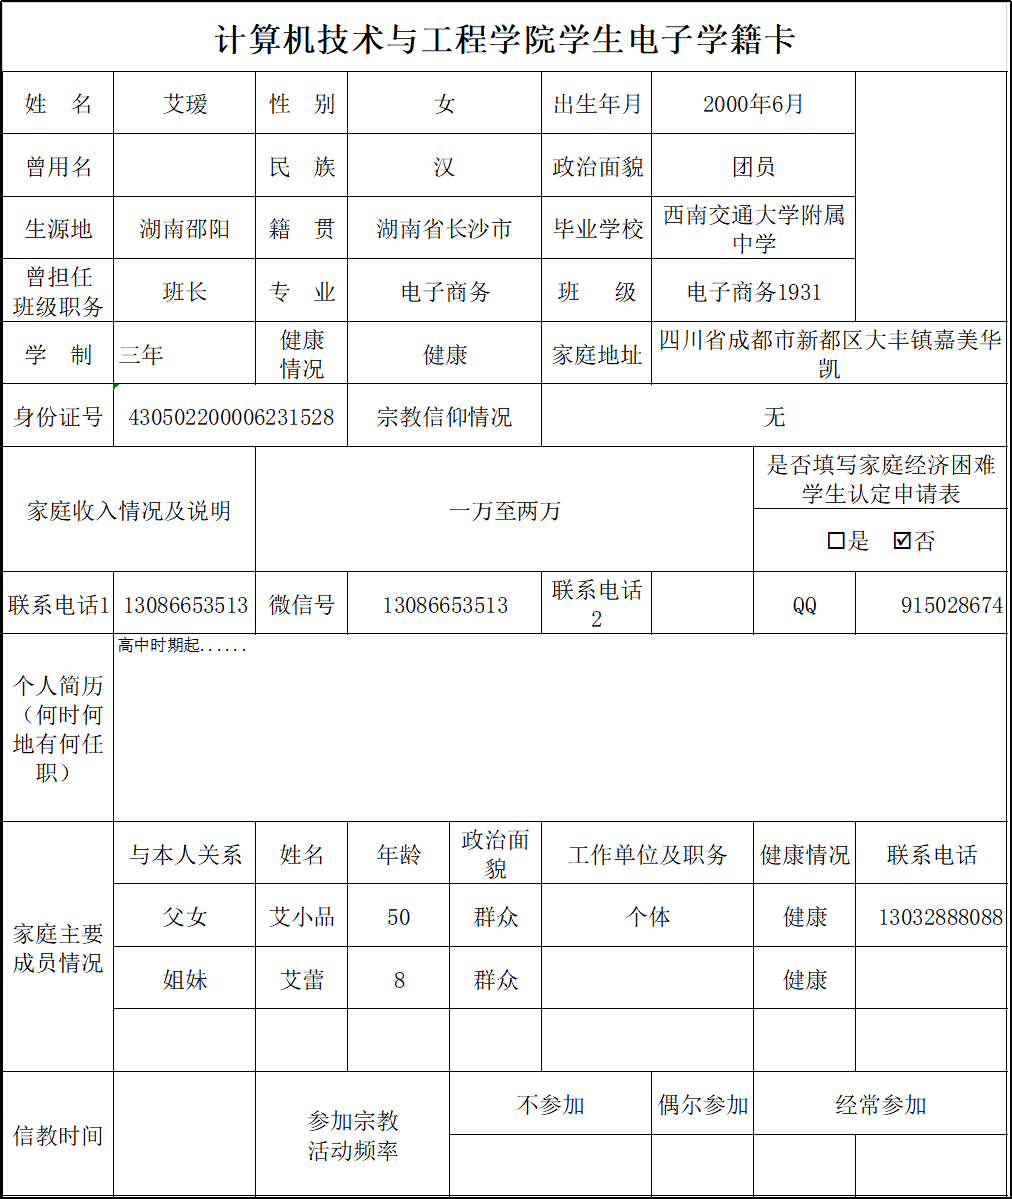 计算机技术与工程学院学生电子学籍卡
姓 名 艾瑷 性 别 女 出生年月 2000年6月
曾用名 民 族 汉 政治面貌 团员
生源地 湖南邵阳 籍 贯 湖南省长沙市 毕业学校 西南交通大学附属
中学
曾担任
班级职务 班长 专 业 电子商务 班 级 电子商务1931
学 制 三年 健康
情况 健康 家庭地址 四川省成都市新都区大丰镇嘉美华
凯
身份证号 430502200006231528 宗教信仰情况 无
家庭收入情况及说明 一万至两万 是否填写家庭经济困难
学生认定申请表
☐是 ☑否
联系电话1 13086653513 微信号 13086653513 联系电话
2 QQ 915028674
个人简历
（何时何
地有何任
职） 高中时期起......
家庭主要
成员情况 与本人关系 姓名 年龄 政治面
貌 工作单位及职务 健康情况 联系电话
父女 艾小品 50 群众 个体 健康 13032888088
姐妹 艾蕾 8 群众 健康
信教时间 参加宗教
活动频率 不参加 偶尔参加 经常参加